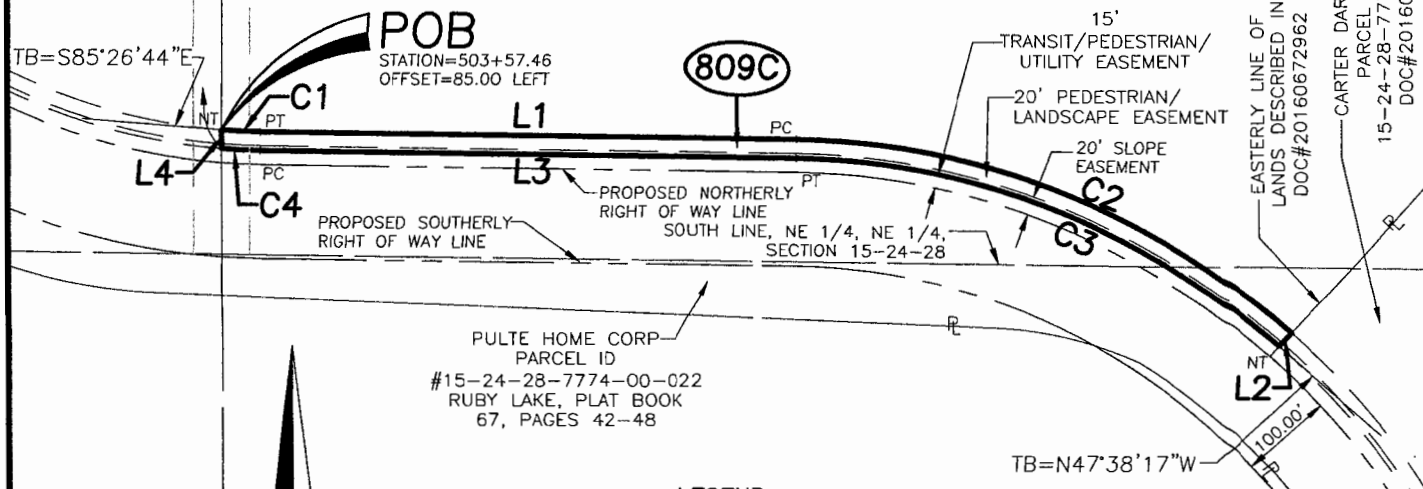 POB
STATION=503+57.46
OFFSET=85.00 LEFT
TB=S85°26'44"E
NT
C1
PT
L1
809C
PC
15'
TRANSIT/PEDESTRIAN/
UTILITY EASEMENT
20' PEDESTRIAN/
LANDSCAPE EASEMENT
20' SLOPE
EASEMENT
EASTERLY LINE OF
LANDS DESCRIBED IN
DOC#20160672962
CARTER DAR
PARCEL
15-24-28-77
DOC#20160
L4
PC
C4
L3
PT
C2
C3
PROPOSED NORTHERLY
RIGHT OF WAY LINE
PROPOSED SOUTHERLY
RIGHT OF WAY LINE
SOUTH LINE, NE 1/4, NE 1/4,
SECTION 15-24-28
PL
PULTE HOME CORP
PARCEL ID
#15-24-28-7774-00-022
RUBY LAKE, PLAT BOOK
67, PAGES 42-48
PL
NT
L2
100.00'
TB=N47°38'17"W
PL